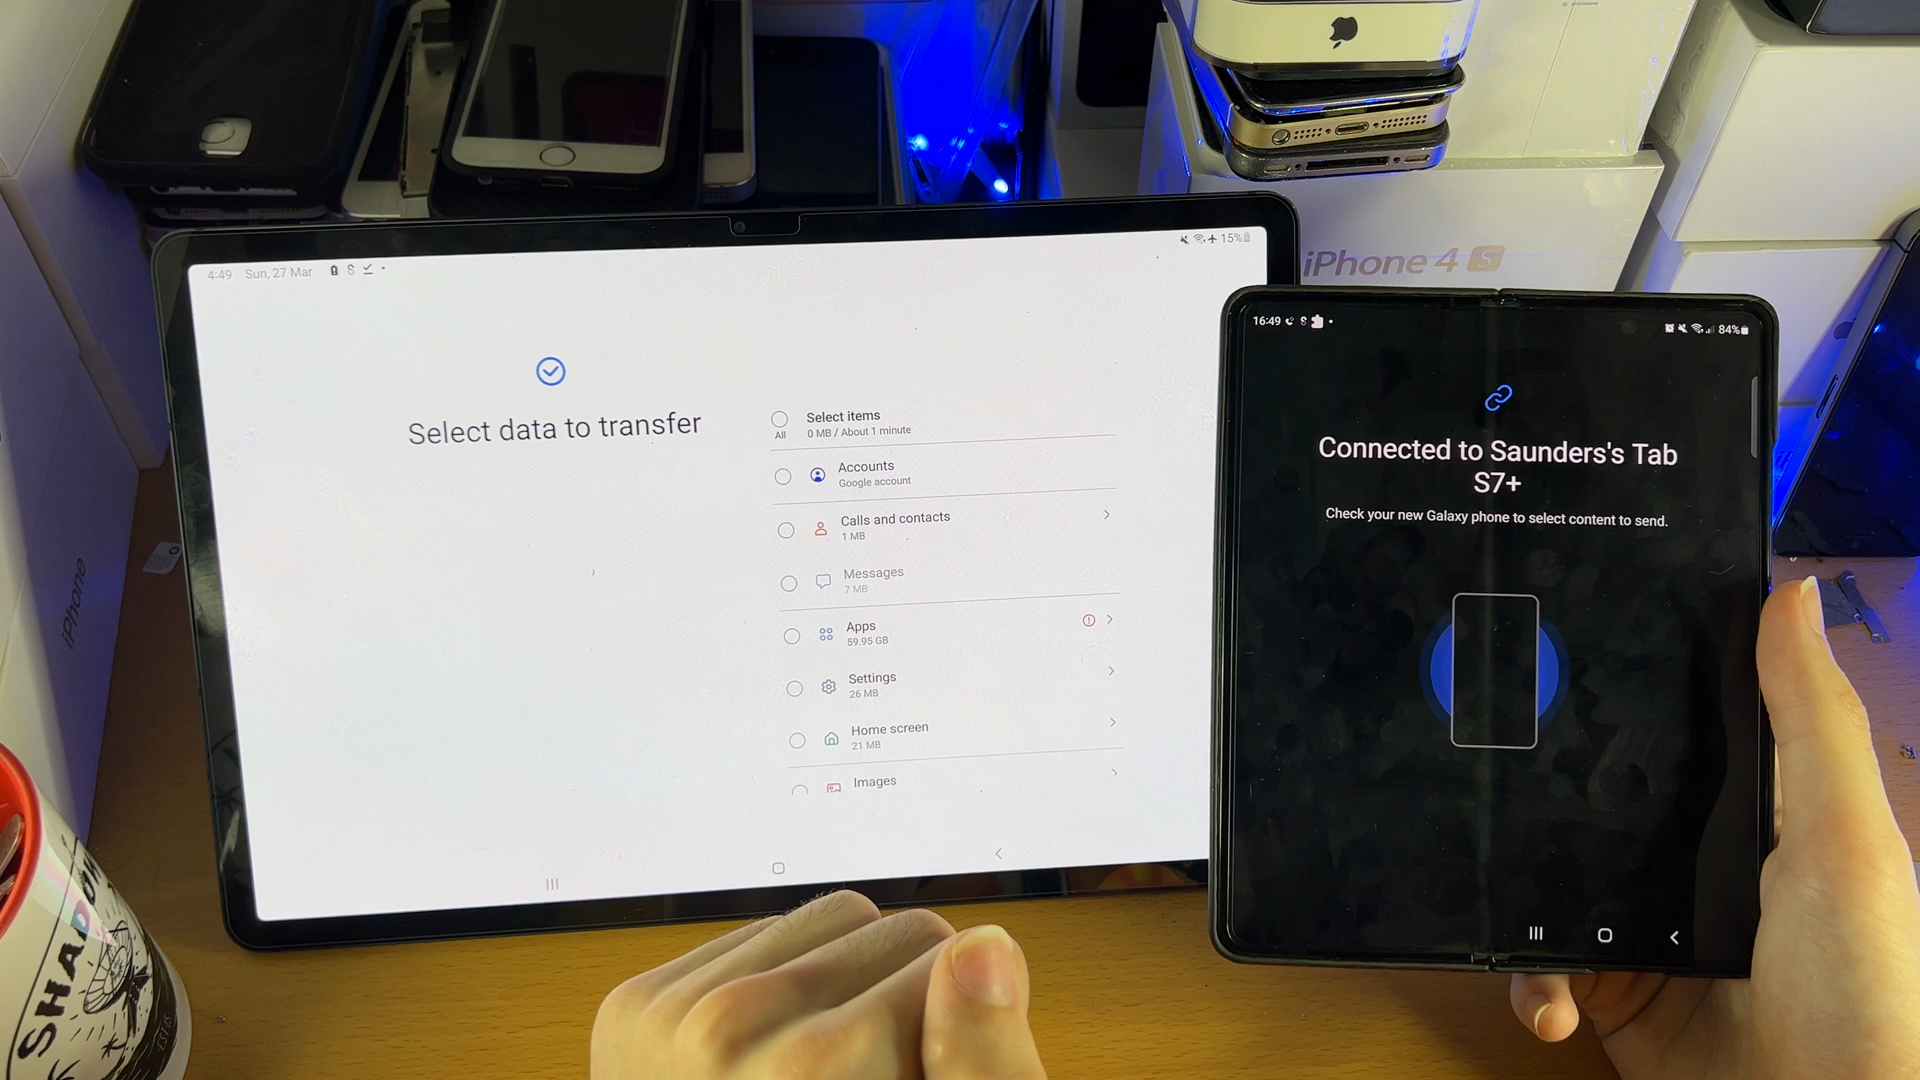 4:49 Sun, 27 Mar
15%
Select data to transfer
All
Select items
0 MB / About 1 minute
Accounts
Google account
Calls and contacts
1 MB
Messages
7 MB
Apps
59.95 GB
Settings
26 MB
Home screen
21 MB
Images
iPhone 4 S
16:49
84%
Connected to Saunders's Tab
S7+
Check your new Galaxy phone to select content to send.
iPhone